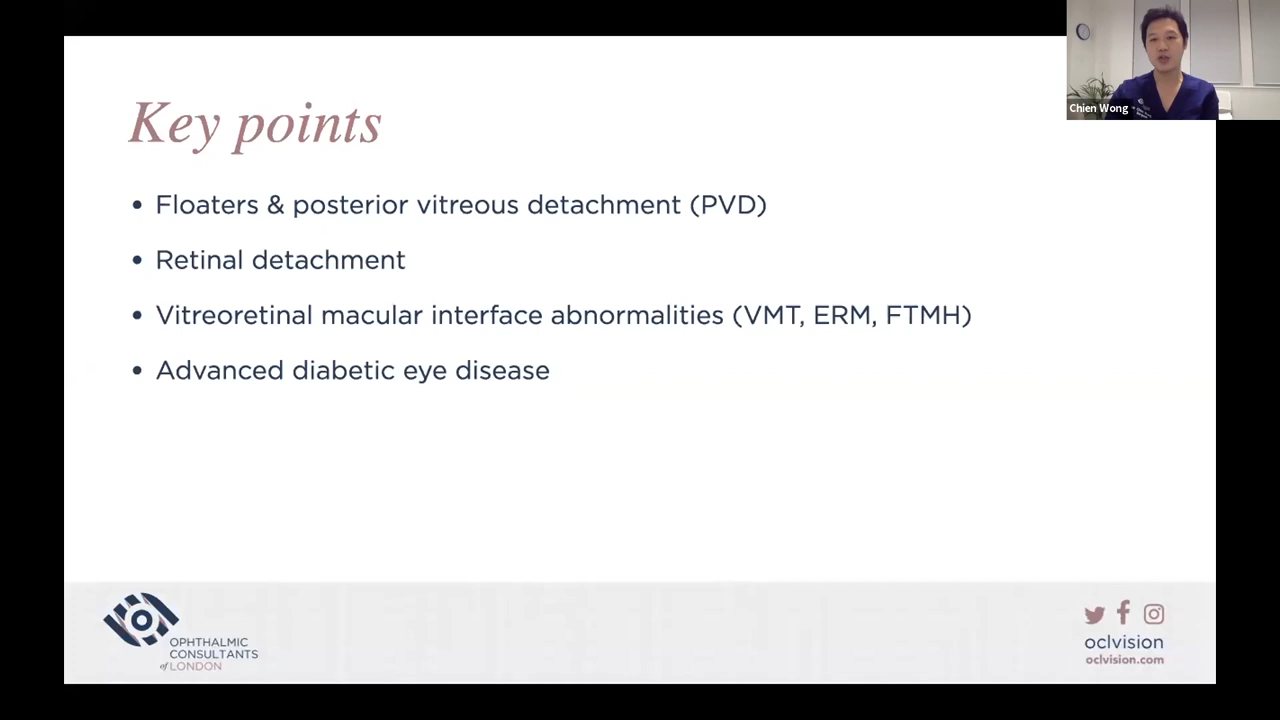 Chien Wong
Key points
• Floaters & posterior vitreous detachment (PVD)
• Retinal detachment
• Vitreoretinal macular interface abnormalities (VMT, ERM, FTMH)
• Advanced diabetic eye disease
OPHTHALMIC
CONSULTANTS
of LONDON
oclvision
oclvision.com